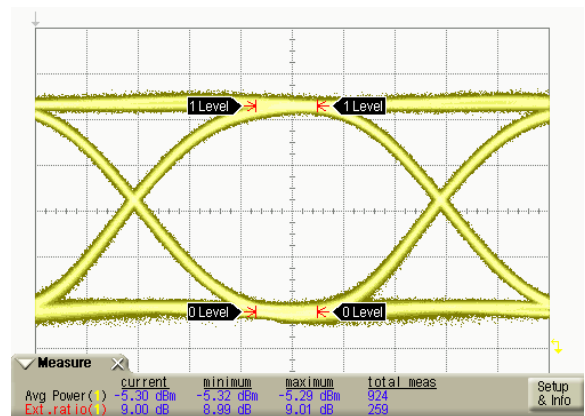 1 Level 1 Level
0 Level 0 Level
Measure
current minimum maximum total meas
Avg Power(1) -5.30 dBm -5.32 dBm -5.29 dBm 924
Ext.ratio(1) 9.00 dB 8.99 dB 9.01 dB 259
Setup
& Info